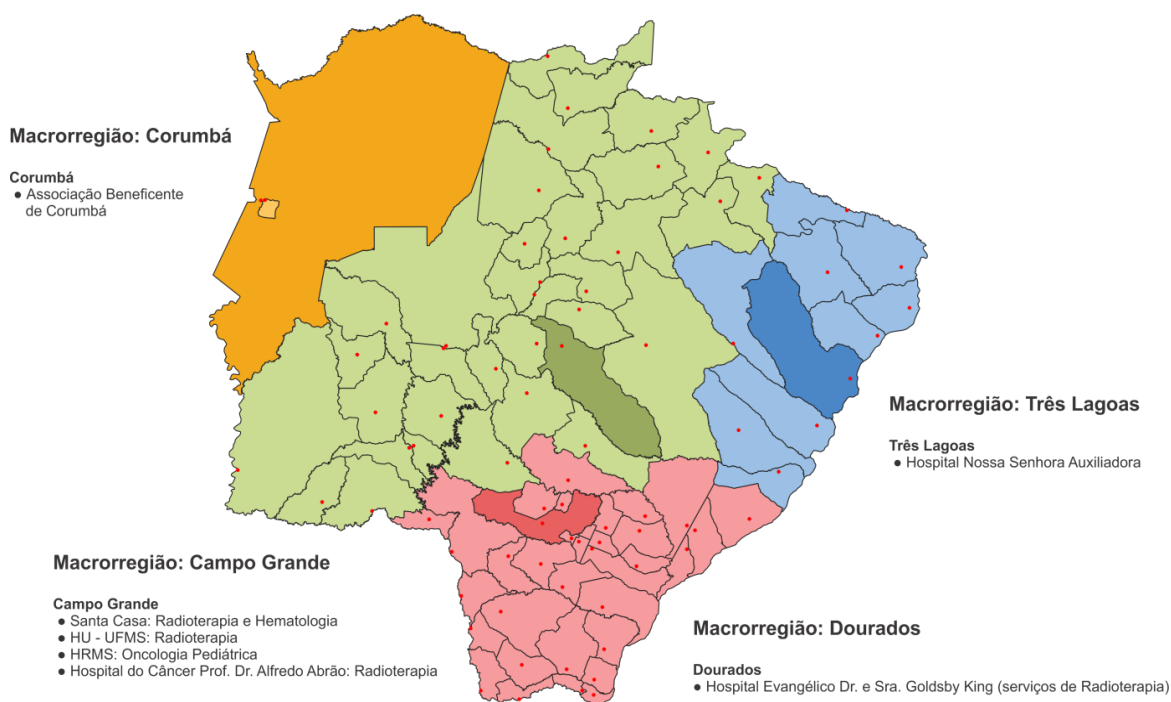 Macrorregião: Corumbá
Corumbá
● Associação Beneficente
de Corumbá
Macrorregião: Três Lagoas
Três Lagoas
● Hospital Nossa Senhora Auxiliadora
Macrorregião: Campo Grande
Campo Grande
● Santa Casa: Radioterapia e Hematologia
● HU - UFMS: Radioterapia
● HRMS: Oncologia Pediátrica
● Hospital do Câncer Prof. Dr. Alfredo Abrão: Radioterapia
Macrorregião: Dourados
Dourados
● Hospital Evangélico Dr. e Sra. Goldsby King (serviços de Radioterapia)